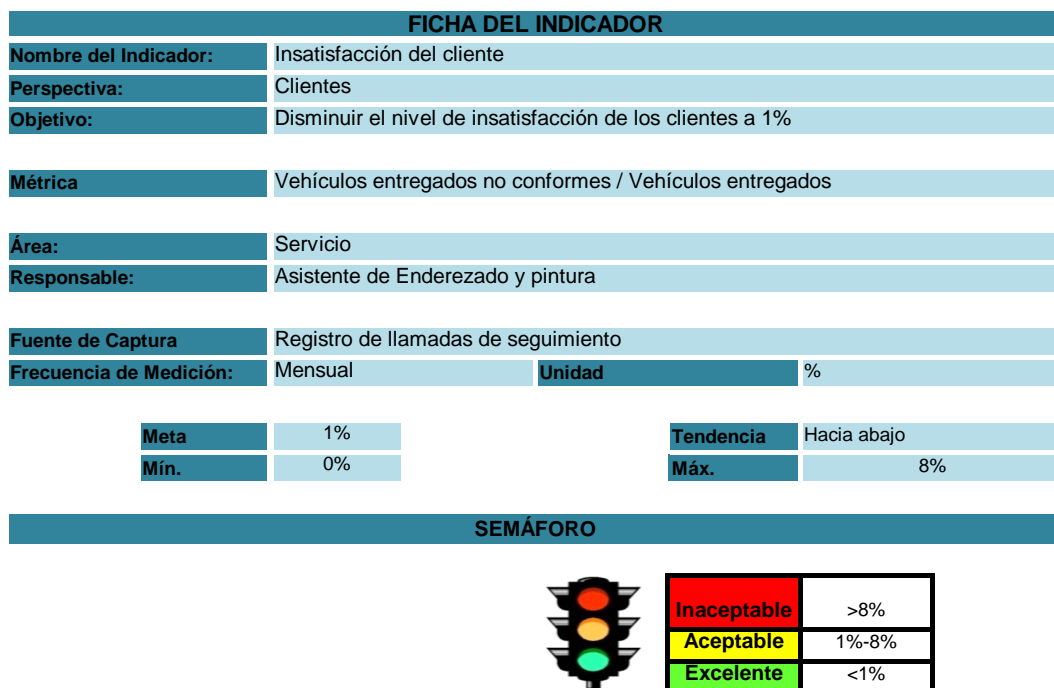 FICHA DEL INDICADOR
Nombre del Indicador: Insatisfacción del cliente
Perspectiva: Clientes
Objetivo: Disminuir el nivel de insatisfacción de los clientes a 1%
Métrica Vehículos entregados no conformes / Vehículos entregados
Área: Servicio
Responsable: Asistente de Enderezado y pintura
Fuente de Captura Registro de llamadas de seguimiento
Frecuencia de Medición: Mensual Unidad %
Meta 1% Tendencia Hacia abajo
Mín. 0% Máx. 8%
SEMÁFORO
Inaceptable >8%
Aceptable 1%-8%
Excelente <1%